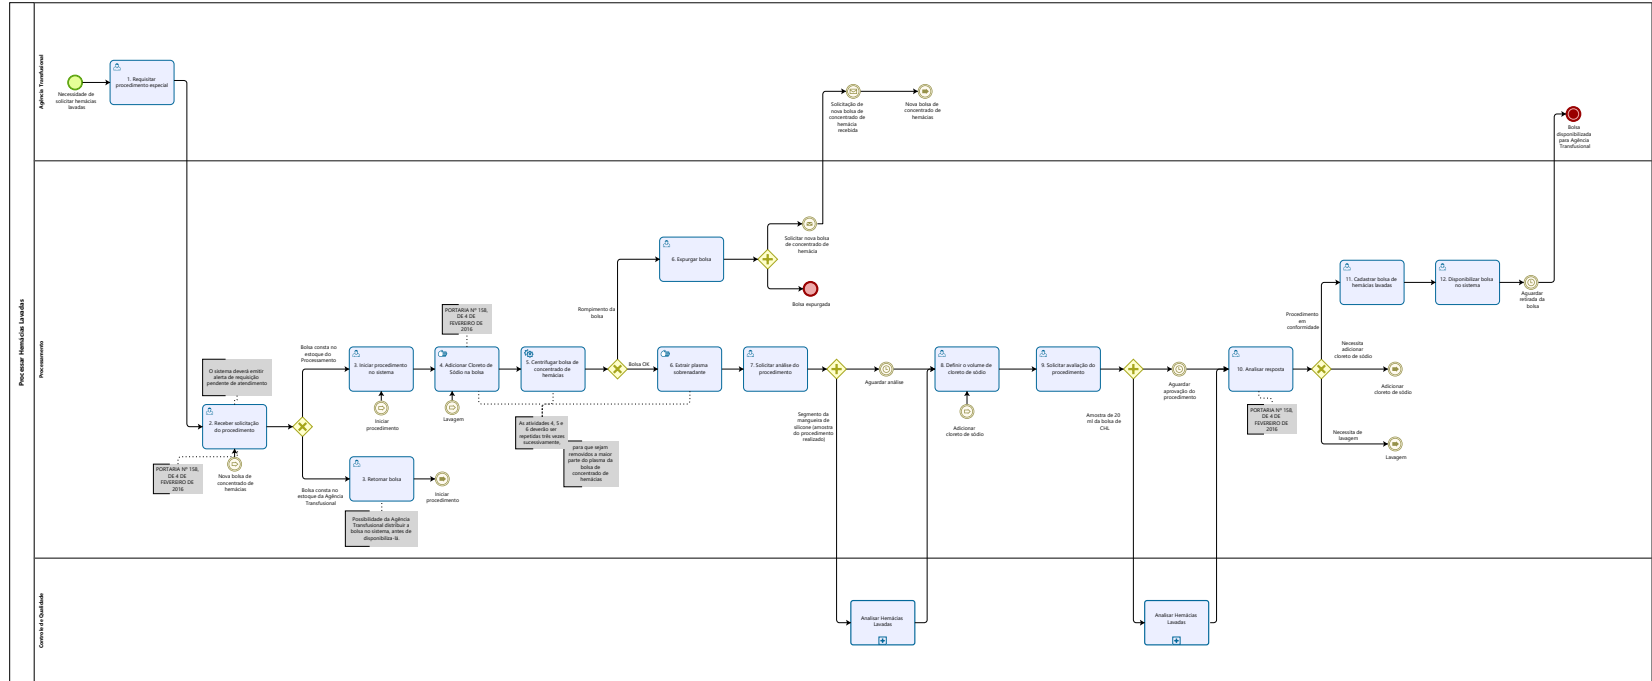 Processar Hemácias Lavadas
Agência Transfusional
Necessidade de
solicitar hemácias
lavadas
1. Requisitar
procedimento especial
Solicitação de
nova bolsa de
concentrado de
hemácia
recebida
Nova bolsa de
concentrado de
hemácias
Bolsa
disponibilizada
para Agência
Transfusional
Processamento
O sistema deverá emitir
alerta de requisição
pendente de atendimento
2. Receber solicitação
do procedimento
PORTARIA Nº 158,
DE 4 DE
FEVEREIRO DE
2016
Nova bolsa de
concentrado de
hemácias
Bolsa consta no
estoque do
Processamento
3. Iniciar procedimento
no sistema
Iniciar
procedimento
Bolsa consta no
estoque da Agência
Transfusional
3. Retomar bolsa
Iniciar
procedimento
Possibilidade da Agência
Transfusional distribuir a
bolsa no sistema, antes de
disponibiliza-lá.
PORTARIA Nº 158,
DE 4 DE
FEVEREIRO DE
2016
4. Adicionar Cloreto de
Sódio na bolsa
Lavagem
5. Centrifugar bolsa de
concentrado de
hemácias
As atividades 4, 5 e
6 deverão ser
repetidas três vezes
sucessivamente,
para que sejam
removidos a maior
parte do plasma da
bolsa de
concentrado de
hemácias
Rompimento da
bolsa
Bolsa OK
6. Expurgar bolsa
Solicitar nova bolsa
de concentrado de
hemácia
Bolsa expurgada
6. Extrair plasma
sobrenadante
7. Solicitar análise do
procedimento
Aguardar análise
Segmento da
mangueira de
silicone (amostra
do procedimento
realizado)
8. Definir o volume de
cloreto de sódio
Adicionar
cloreto de sódio
9. Solicitar avaliação do
procedimento
Amostra de 20
ml da bolsa de
CHL
Aguardar
aprovação do
procedimento
10. Analisar resposta
PORTARIA Nº 158,
DE 4 DE
FEVEREIRO DE
2016
Procedimento
em
conformidade
11. Cadastrar bolsa de
hemácias lavadas
12. Disponibilizar bolsa
no sistema
Aguardar
retirada da
bolsa
Necessita
adicionar
cloreto de sódio
Adicionar
cloreto de sódio
Necessita de
lavagem
Lavagem
Controle de Qualidade
Analisar Hemácias
Lavadas
Analisar Hemácias
Lavadas